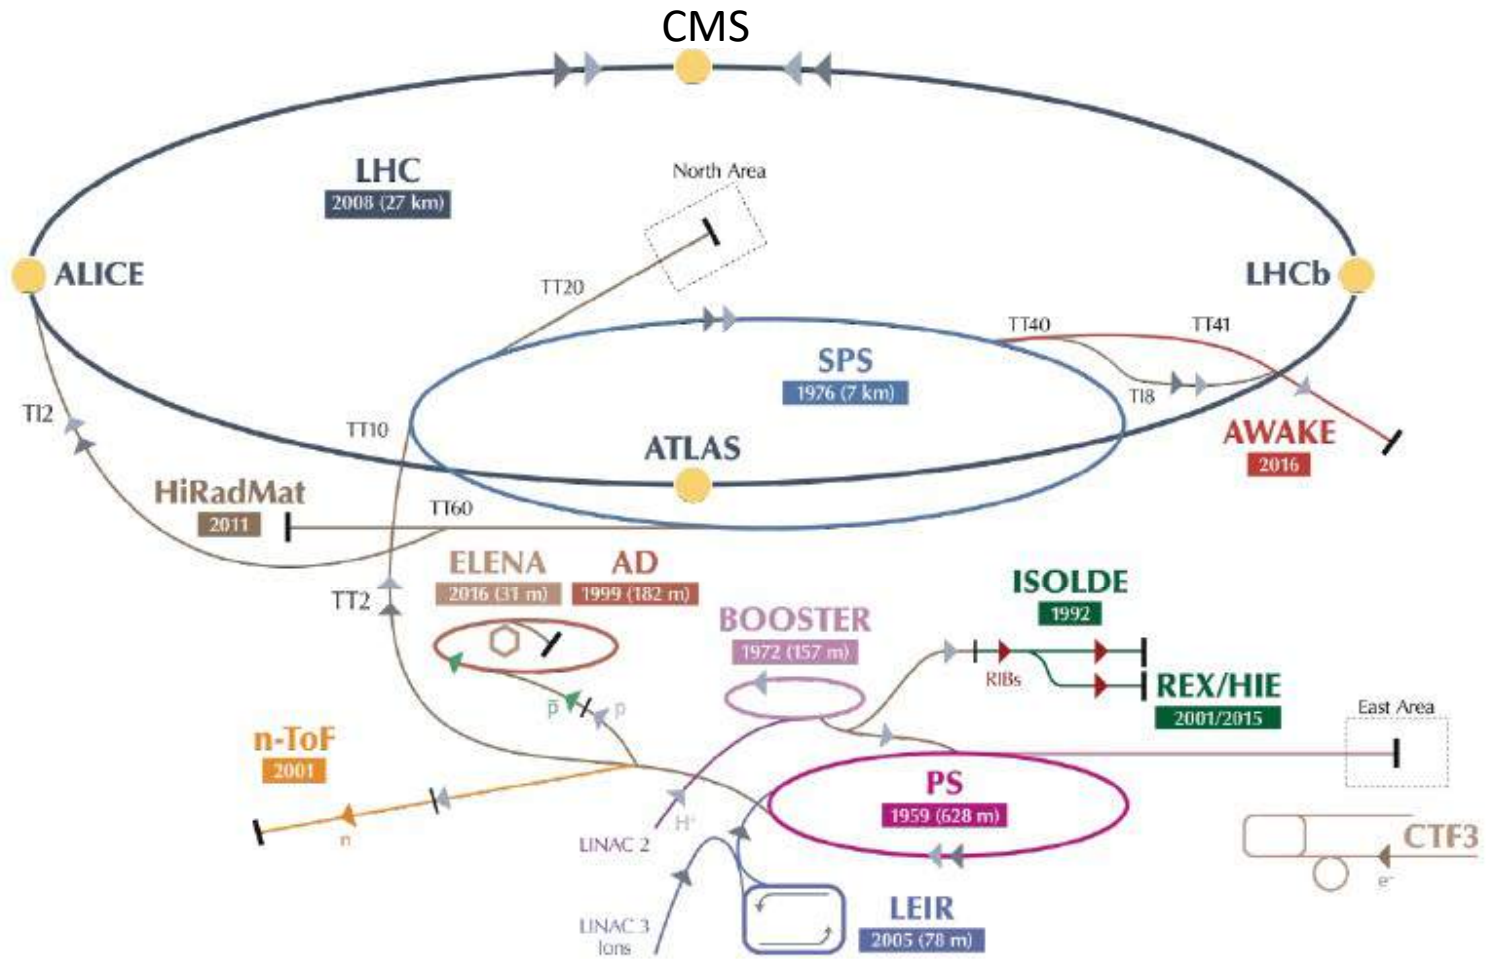 CMS
LHC
2008 (27 km)
North Area
ALICE
LHCb
TT20
TT40
TT41
SPS
1976 (7 km)
TI8
TI2
TT10
ATLAS
AWAKE
2016
HiRadMat
2011
TT60
ELENA
2016 (31 m)
AD
1999 (182 m)
ISOLDE
1992
TT2
BOOSTER
1972 (157 m)
RIBs
REX/HIE
2001/2015
p̄
p
East Area
n-ToF
2001
PS
1959 (628 m)
n
H⁺
LINAC 2
CTF3
e⁻
LEIR
2005 (78 m)
LINAC 3
Ions